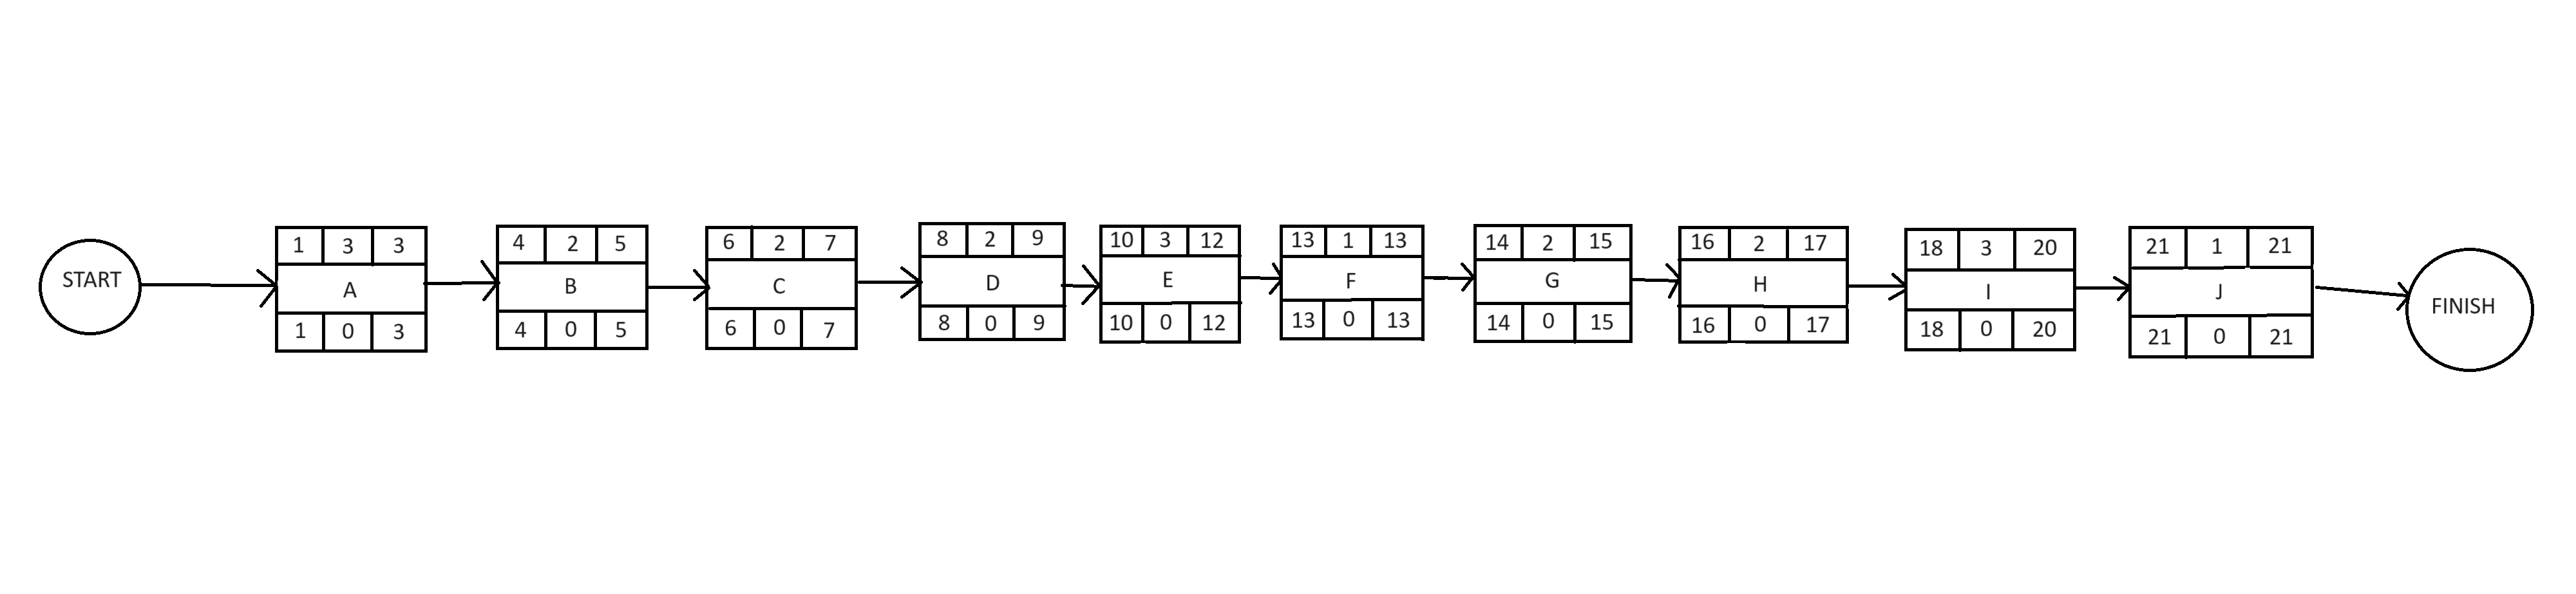 START
1 3 3
A
1 0 3
4 2 5
B
4 0 5
6 2 7
C
6 0 7
8 2 9
D
8 0 9
10 3 12
E
10 0 12
13 1 13
F
13 0 13
14 2 15
G
14 0 15
16 2 17
H
16 0 17
18 3 20
I
18 0 20
21 1 21
J
21 0 21
FINISH